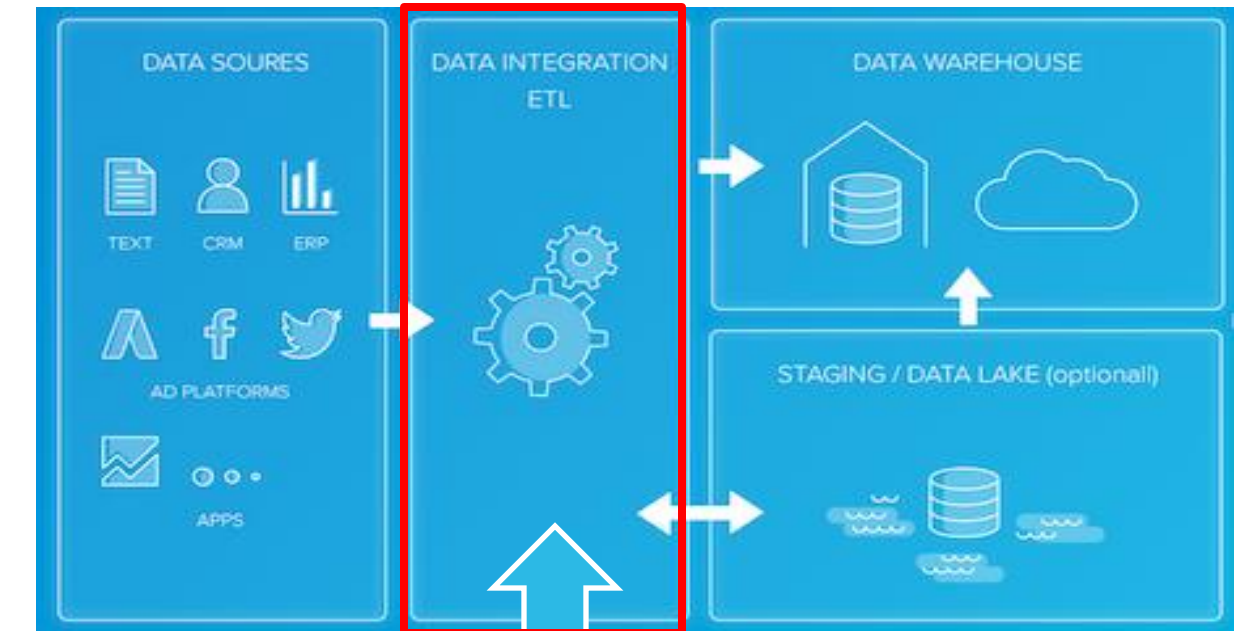 DATA SOURES
TEXT
CRM
ERP
AD PLATFORMS
APPS
DATA INTEGRATION
ETL
DATA WAREHOUSE
STAGING / DATA LAKE (optionall)